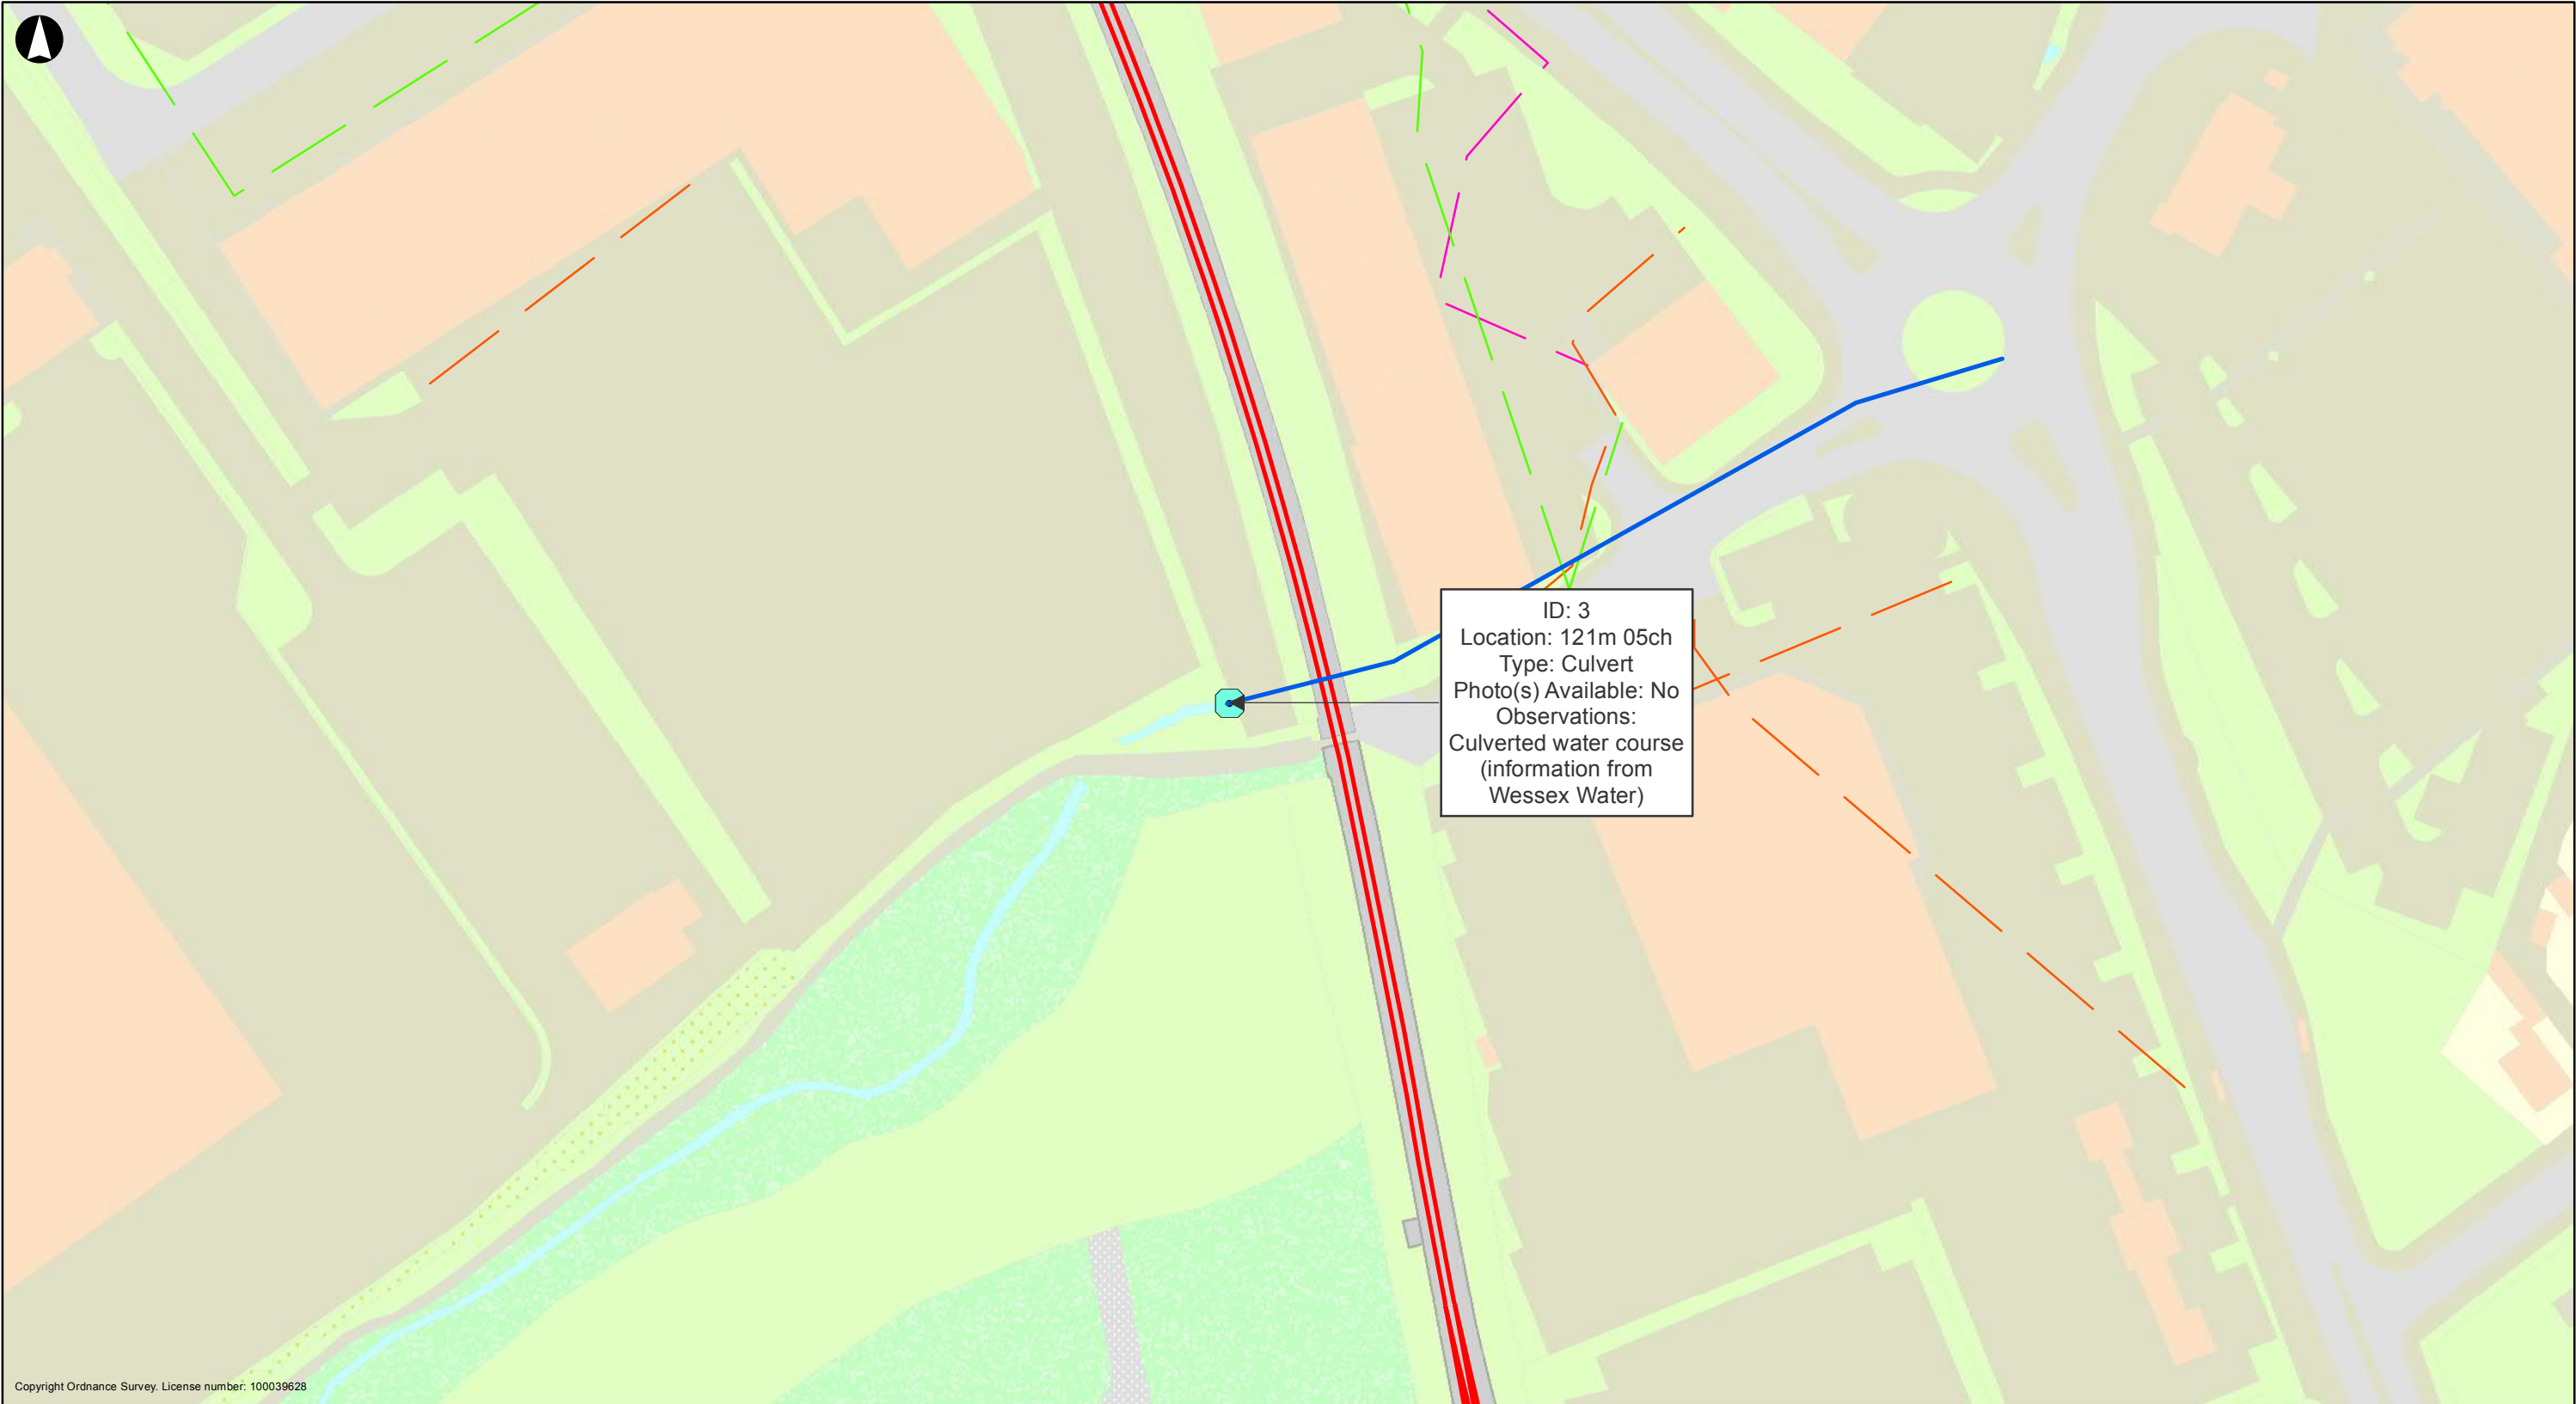 ID: 3
Location: 121m 05ch
Type: Culvert
Photo(s) Available: No
Observations:
Culverted water course
(information from
Wessex Water)
Copyright Ordnance Survey. License number: 100039628